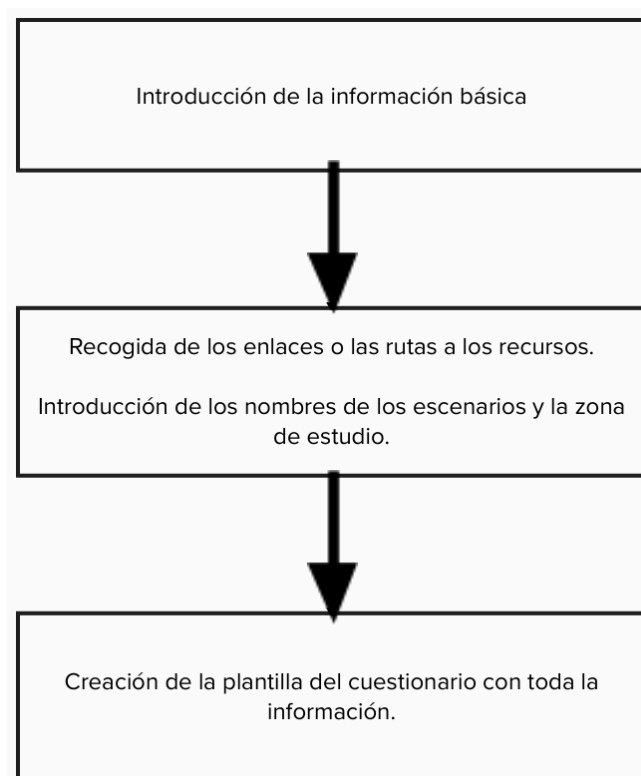 Introducción de la información básica
Recogida de los enlaces o las rutas a los recursos.
Introducción de los nombres de los escenarios y la zona
de estudio.
Creación de la plantilla del cuestionario con toda la
información.